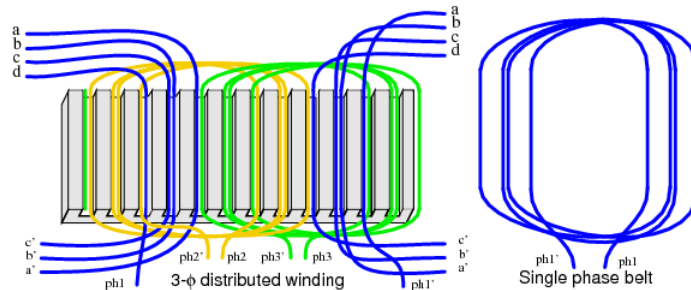 a
b
c
d
a
b
c
d
c'
b'
a'
ph1
ph2'
ph2
ph3'
ph3
ph1'
c'
b'
a'
3-ϕ distributed winding
ph1'
ph1
Single phase belt